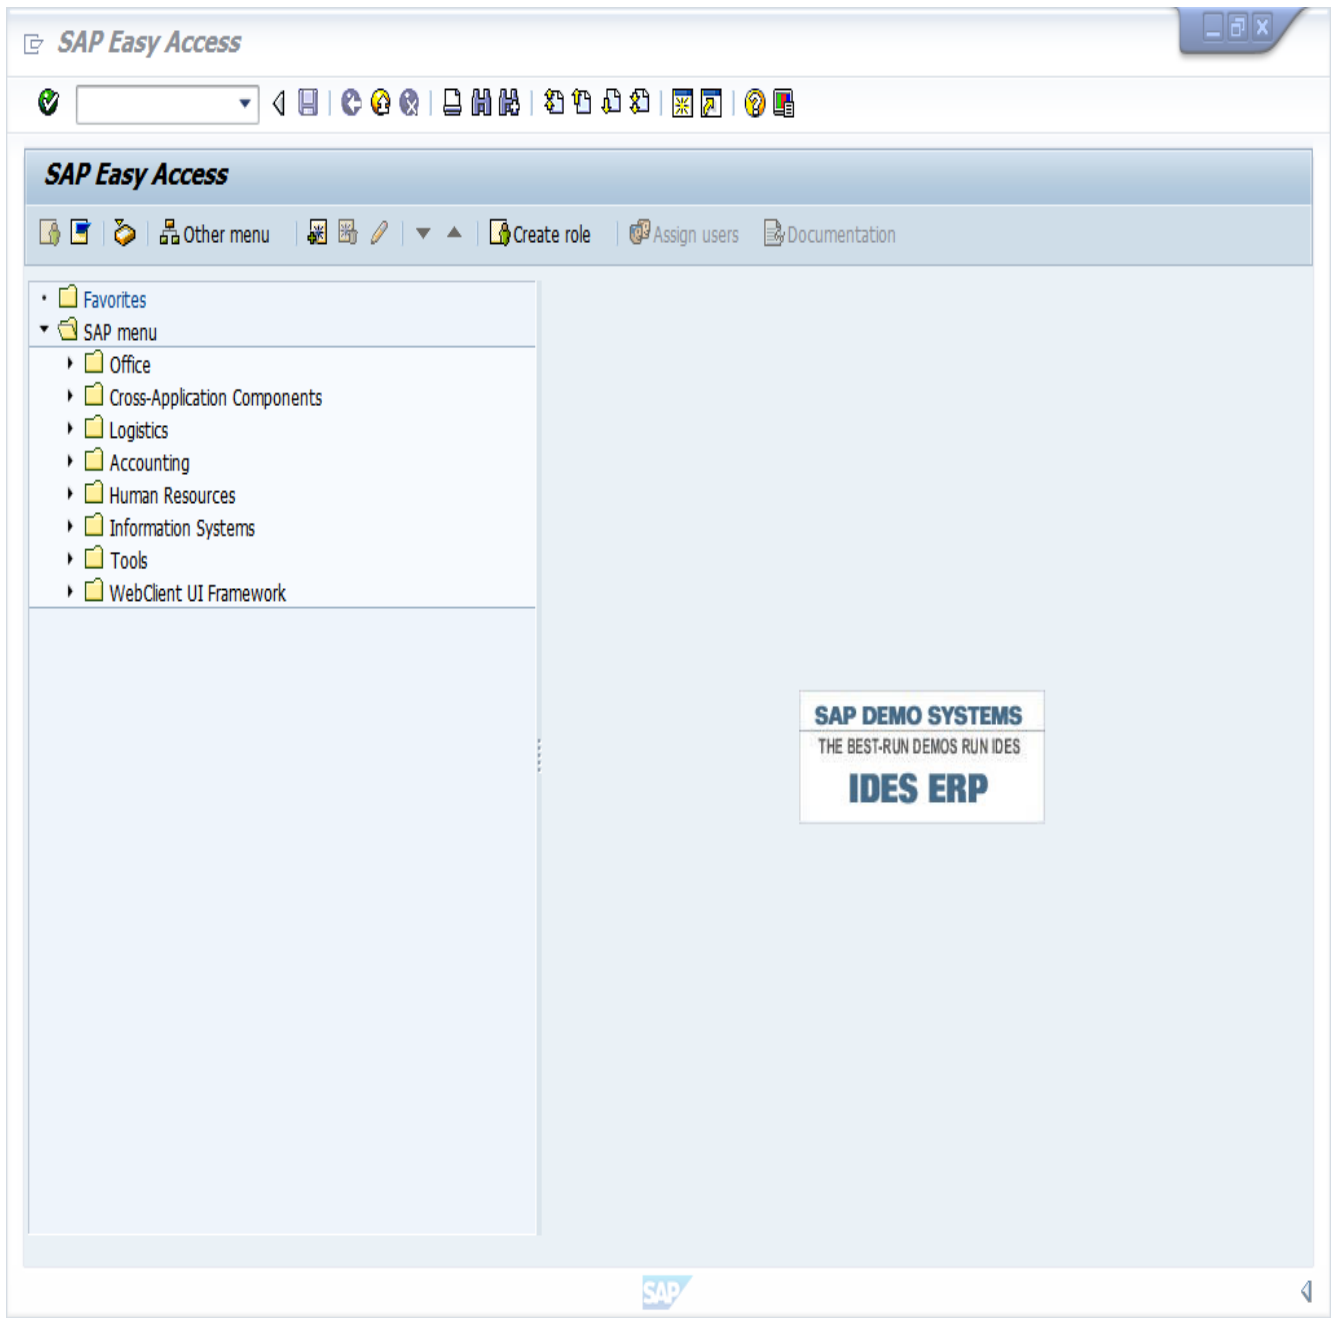 SAP Easy Access
SAP Easy Access
Other menu Create role Assign users Documentation
Favorites
SAP menu
Office
Cross-Application Components
Logistics
Accounting
Human Resources
Information Systems
Tools
WebClient UI Framework
SAP DEMO SYSTEMS
THE BEST-RUN DEMOS RUN IDES
IDES ERP
SAP